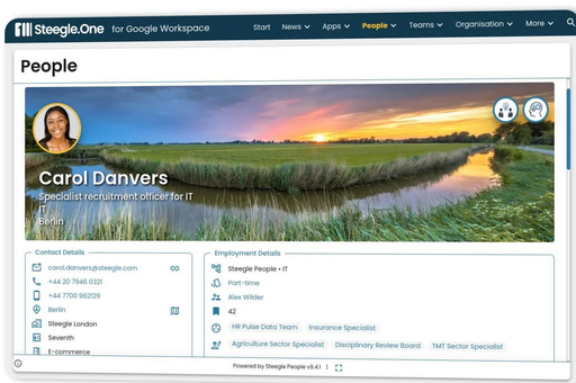 Steegle.One for Google Workspace
Start News Apps People Teams Organisation More
People
Carol Danvers
Specialist recruitment officer for IT
IT
Berlin
Contact Details
carol.danvers@steegle.com
+44 20 7946 0321
+44 7700 962129
Berlin
Steegle London
Seventh
E-commerce
Employment Details
Steegle People • IT
Part-time
Alex Wilder
42
HR Pulse Data Team Insurance Specialist
Agriculture Sector Specialist Disciplinary Review Board TMT Sector Specialist
Powered by Steegle People v6.4.1 |